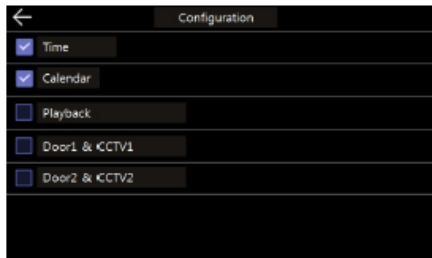 Configuration
Time
Calendar
Playback
Door1 & CCTV1
Door2 & CCTV2